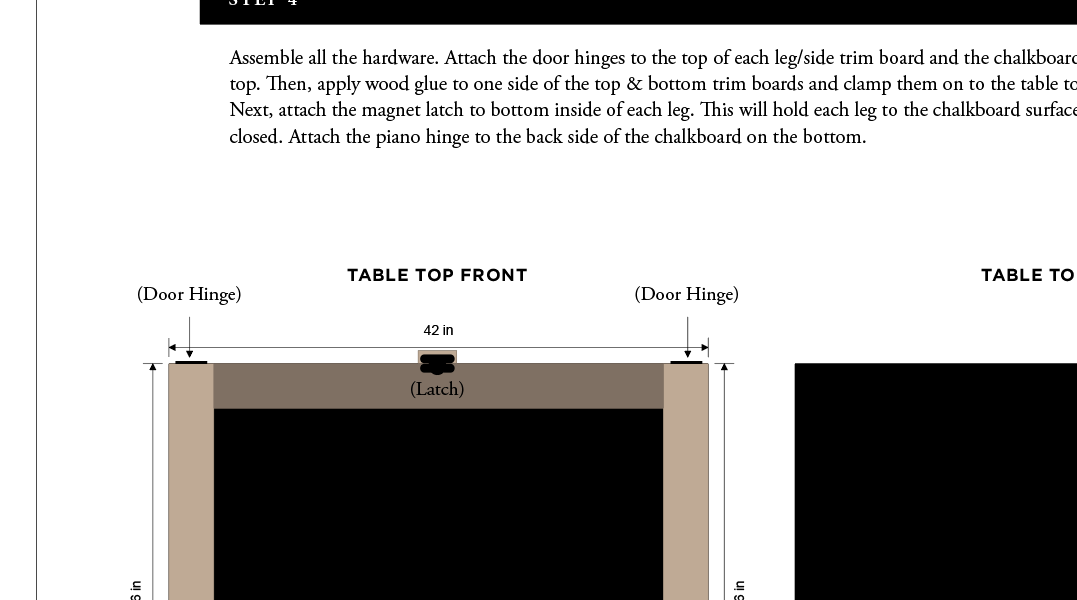 STEP 4
Assemble all the hardware. Attach the door hinges to the top of each leg/side trim board and the chalkboard
top. Then, apply wood glue to one side of the top & bottom trim boards and clamp them on to the table to
Next, attach the magnet latch to bottom inside of each leg. This will hold each leg to the chalkboard surface
closed. Attach the piano hinge to the back side of the chalkboard on the bottom.
TABLE TOP FRONT
TABLE TO
(Door Hinge)
(Door Hinge)
42 in
(Latch)
6 in
6 in